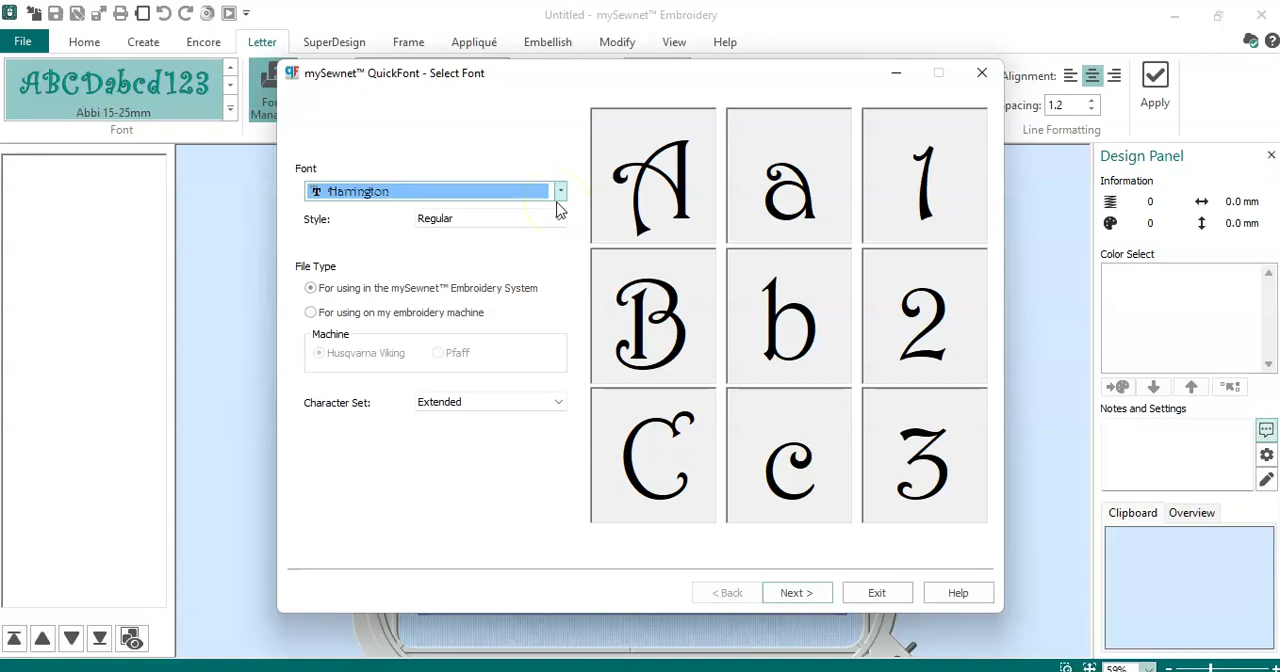 Untitled - mySewnet™ Embroidery
File Home Create Encore Letter SuperDesign Frame Appliqué Embellish Modify View Help
ABCDabcd123
Abbi 15-25mm
Font
mySewnet™ QuickFont - Select Font
Alignment:
1.2
Apply
Line Formatting
Font
Harrington
Style: Regular
File Type
For using in the mySewnet™ Embroidery System
For using on my embroidery machine
Machine
Husqvarna Viking Pfaff
Character Set: Extended
A a 1
B b 2
C c 3
< Back Next > Exit Help
Design Panel
Information
0 0.0 mm
0 0.0 mm
Color Select
Notes and Settings
Clipboard Overview
59%